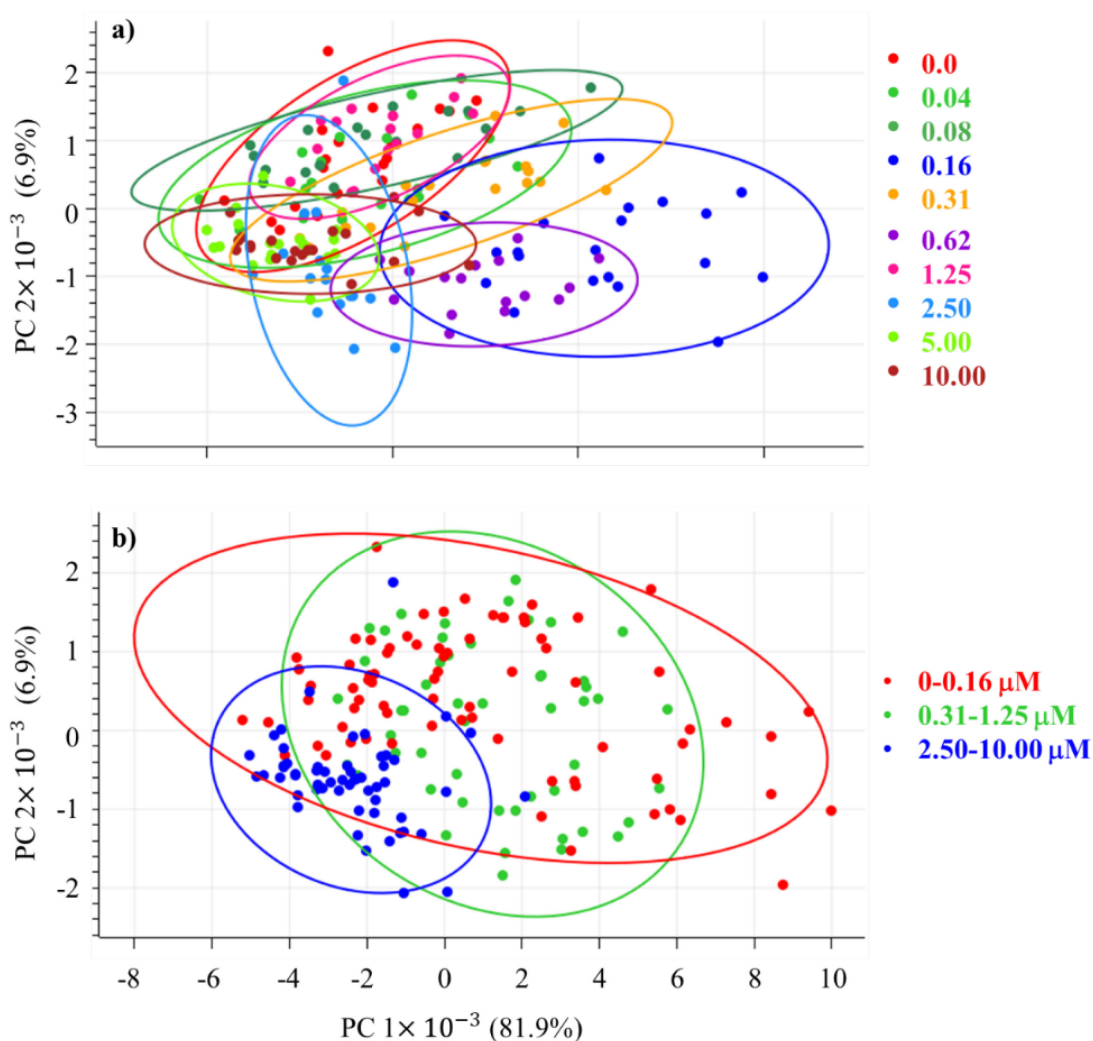 a)
2
1
0
-1
-2
-3
PC 2× 10⁻³ (6.9%)
0.0
0.04
0.08
0.16
0.31
0.62
1.25
2.50
5.00
10.00
b)
2
1
0
-1
-2
PC 2× 10⁻³ (6.9%)
0-0.16 μM
0.31-1.25 μM
2.50-10.00 μM
-8 -6 -4 -2 0 2 4 6 8 10
PC 1× 10⁻³ (81.9%)